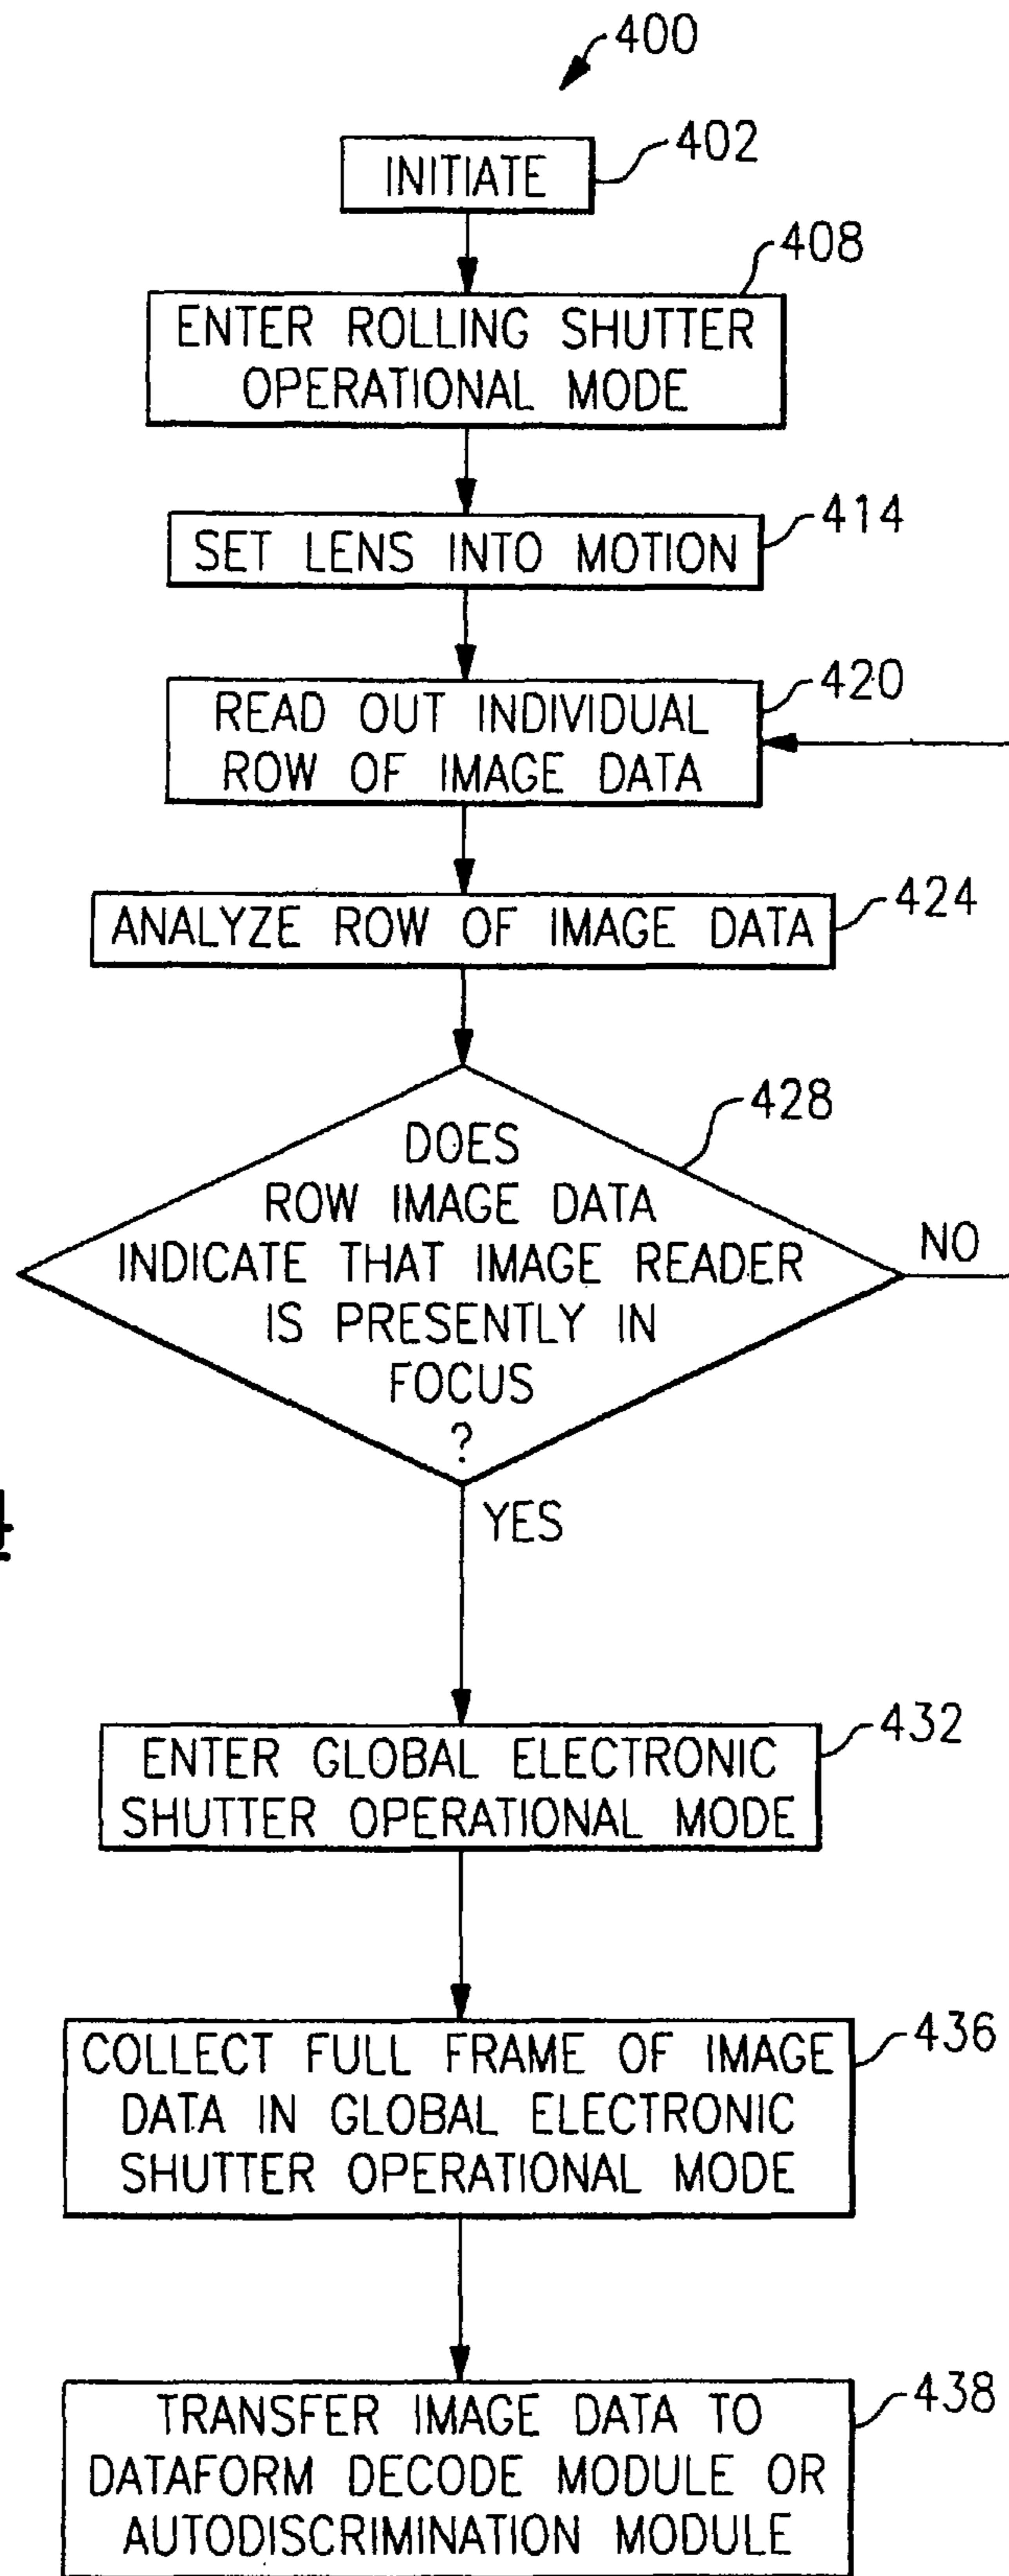 400
INITIATE
402
408
ENTER ROLLING SHUTTER
OPERATIONAL MODE
414
SET LENS INTO MOTION
420
READ OUT INDIVIDUAL
ROW OF IMAGE DATA
424
ANALYZE ROW OF IMAGE DATA
428
DOES
ROW IMAGE DATA
INDICATE THAT IMAGE READER
IS PRESENTLY IN
FOCUS
?
NO
YES
432
ENTER GLOBAL ELECTRONIC
SHUTTER OPERATIONAL MODE
436
COLLECT FULL FRAME OF IMAGE
DATA IN GLOBAL ELECTRONIC
SHUTTER OPERATIONAL MODE
438
TRANSFER IMAGE DATA TO
DATAFORM DECODE MODULE OR
AUTODISCRIMINATION MODULE